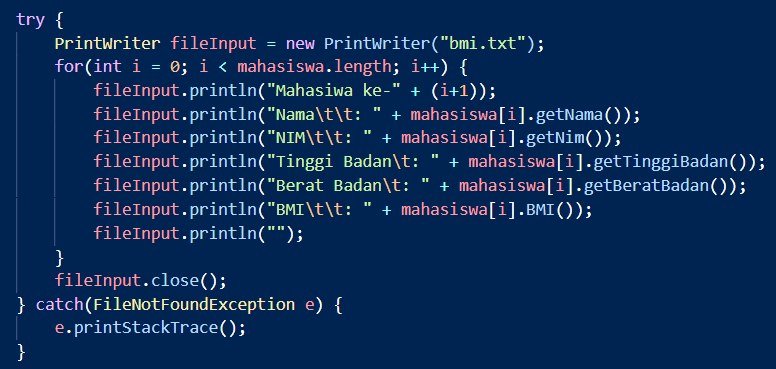 try {
    PrintWriter fileInput = new PrintWriter("bmi.txt");
    for(int i = 0; i < mahasiswa.length; i++) {
        fileInput.println("Mahasiwa ke-" + (i+1));
        fileInput.println("Nama\t\t: " + mahasiswa[i].getNama());
        fileInput.println("NIM\t\t: " + mahasiswa[i].getNim());
        fileInput.println("Tinggi Badan\t: " + mahasiswa[i].getTinggiBadan());
        fileInput.println("Berat Badan\t: " + mahasiswa[i].getBeratBadan());
        fileInput.println("BMI\t\t: " + mahasiswa[i].BMI());
        fileInput.println("");
    }
    fileInput.close();
} catch(FileNotFoundException e) {
    e.printStackTrace();
}